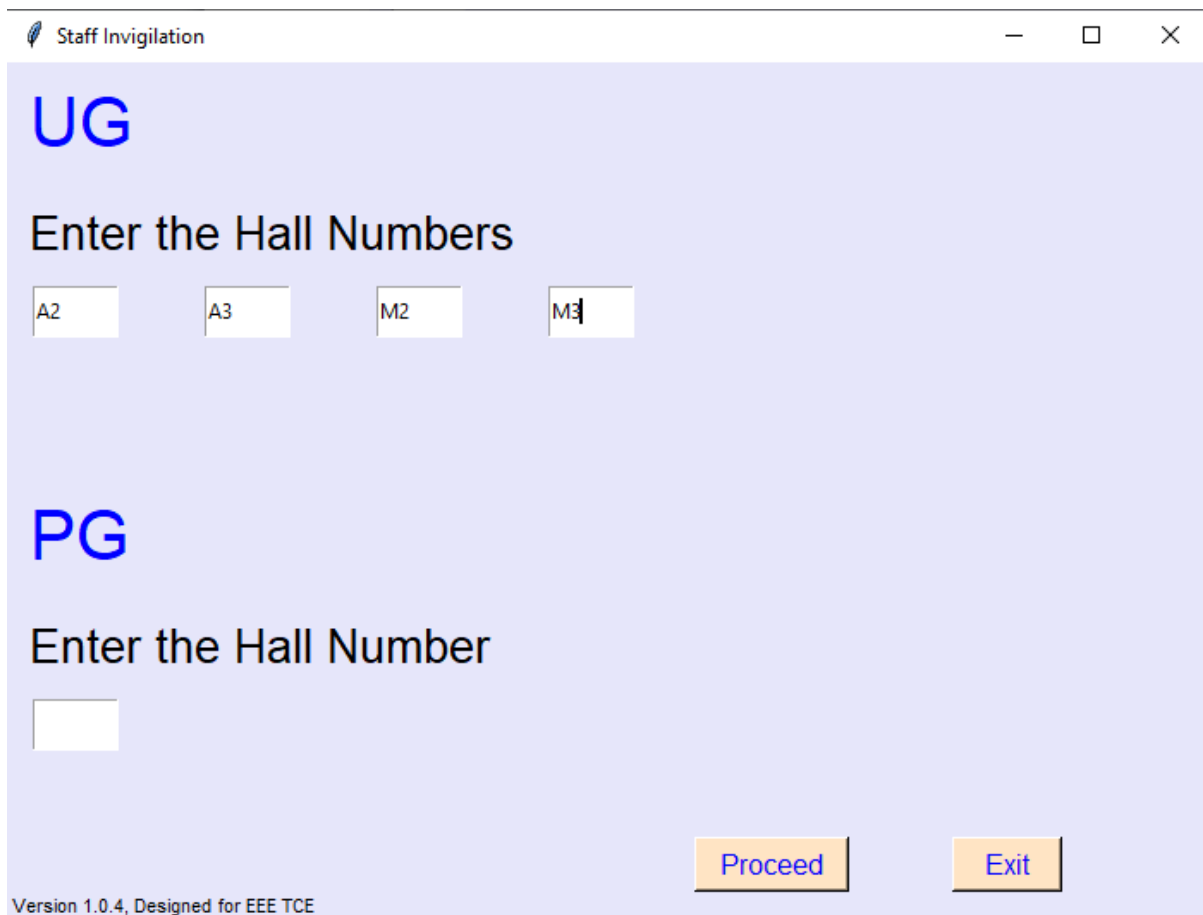 Staff Invigilation
UG
Enter the Hall Numbers
A2 A3 M2 M3
PG
Enter the Hall Number
Proceed Exit
Version 1.0.4, Designed for EEE TCE